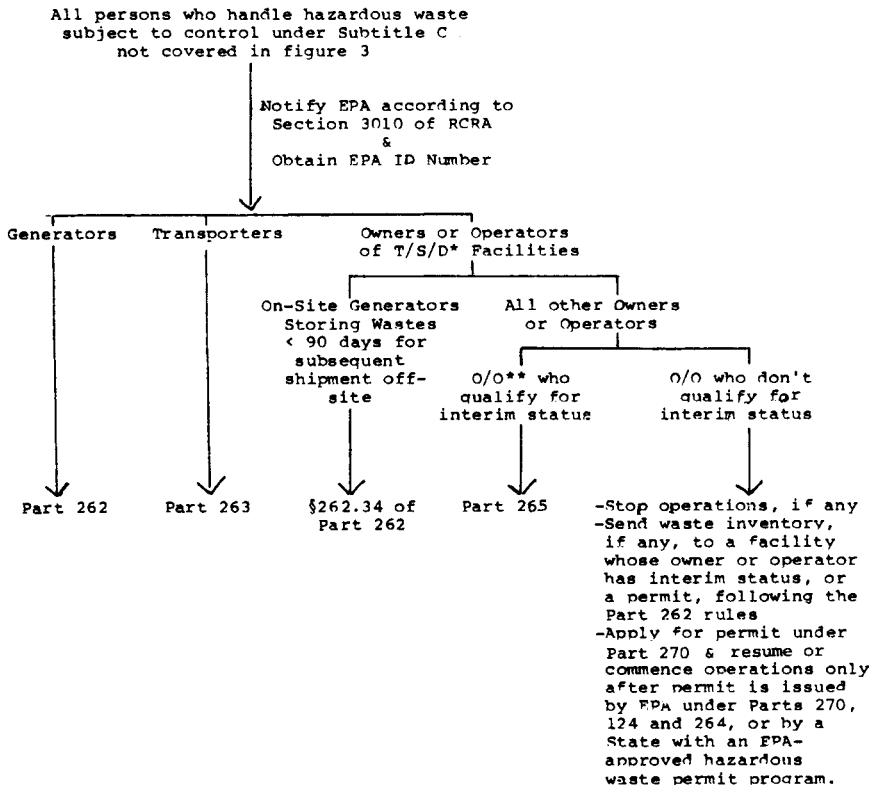 All persons who handle hazardous waste
subject to control under Subtitle C
not covered in figure 3
Notify EPA according to
Section 3010 of RCRA
&
Obtain EPA ID Number
Generators
Transporters
Owners or Operators
of T/S/D* Facilities
On-Site Generators
Storing Wastes
< 90 days for
subsequent
shipment off-
site
All other Owners
or Operators
O/O** who
qualify for
interim status
O/O who don't
qualify for
interim status
Part 262
Part 263
§262.34 of
Part 262
Part 265
-Stop operations, if any
-Send waste inventory,
if any, to a facility
whose owner or operator
has interim status, or
a permit, following the
Part 262 rules
-Apply for permit under
Part 270 & resume or
commence operations only
after permit is issued
by EPA under Parts 270,
124 and 264, or by a
State with an EPA-
approved hazardous
waste permit program.